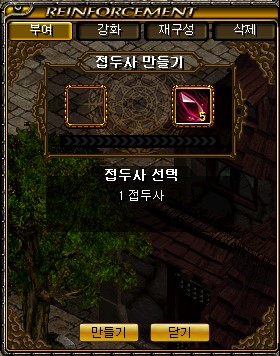 REINFORCEMENT
부여 강화 재구성 삭제
접두사 만들기
5
접두사 선택
1 접두사
만들기 닫기